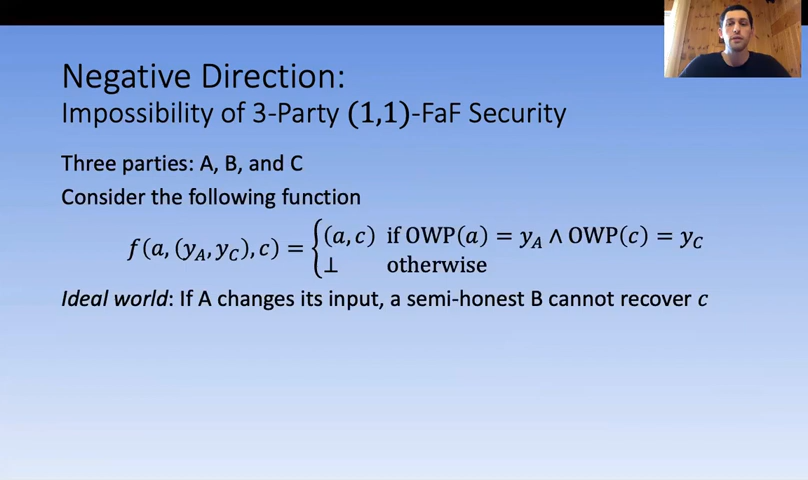 Negative Direction:
Impossibility of 3-Party (1,1)-FaF Security
Three parties: A, B, and C
Consider the following function
f(a, (y_A, y_C), c) = { (a, c) if OWP(a) = y_A ∧ OWP(c) = y_C
⊥ otherwise
Ideal world: If A changes its input, a semi-honest B cannot recover c